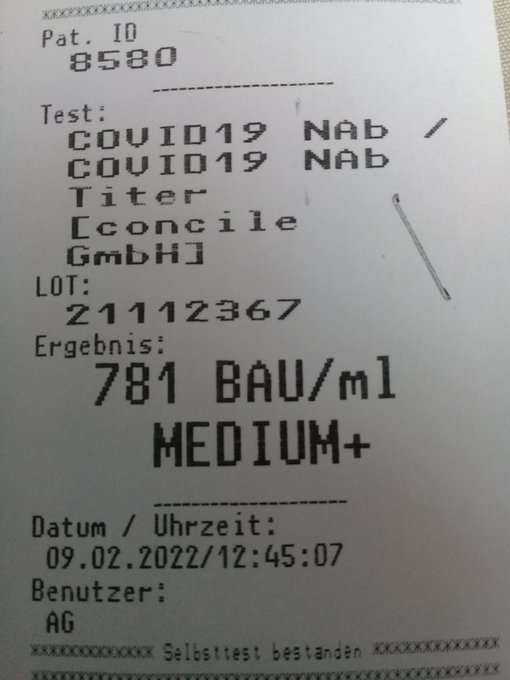 Pat. ID
8580
Test:
COVID19 NAb /
COVID19 NAb
Titer
[concile
GmbH]
LOT:
21112367
Ergebnis:
781 BAU/ml
MEDIUM+
Datum / Uhrzeit:
09.02.2022/12:45:07
Benutzer:
AG
Selbsttest bestanden